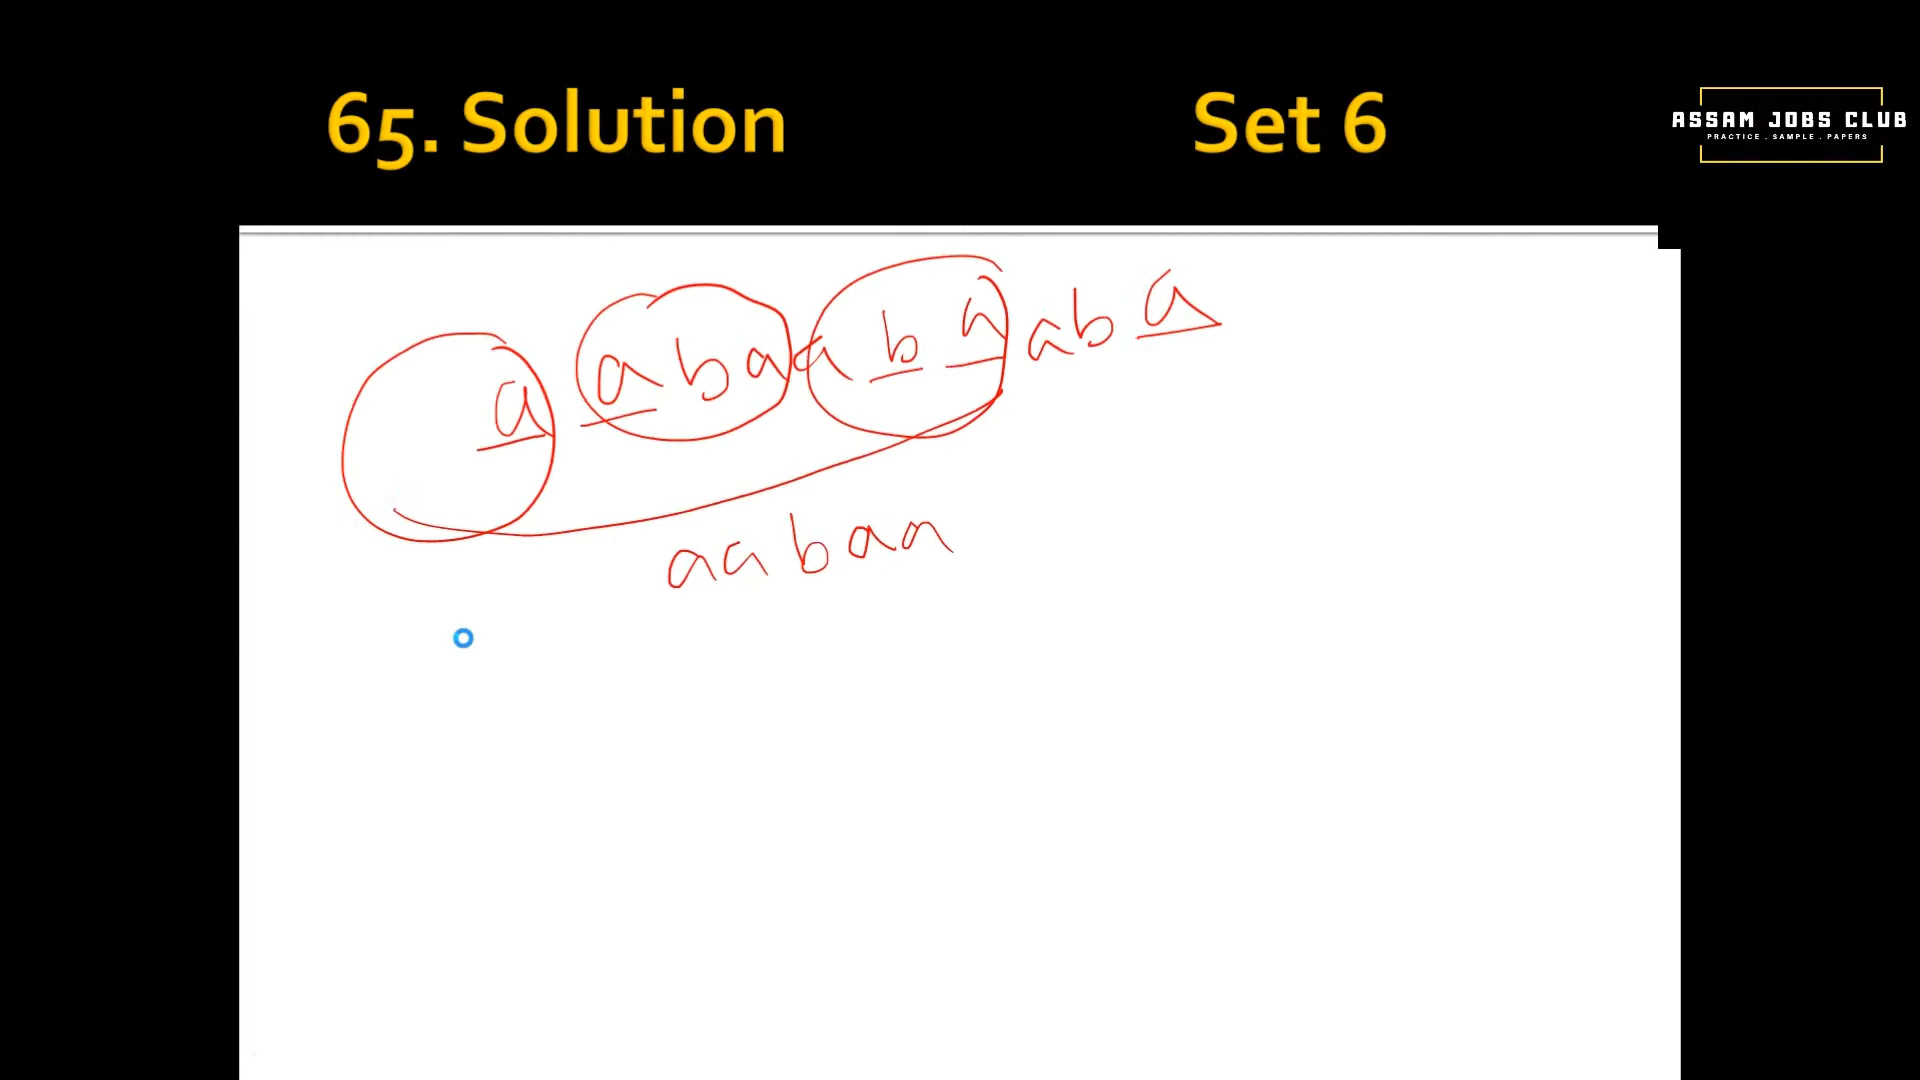 65. Solution
Set 6
ASSAM JOBS CLUB
PRACTICE . SAMPLE . PAPERS
a a b a a b a a b a
a a b a a